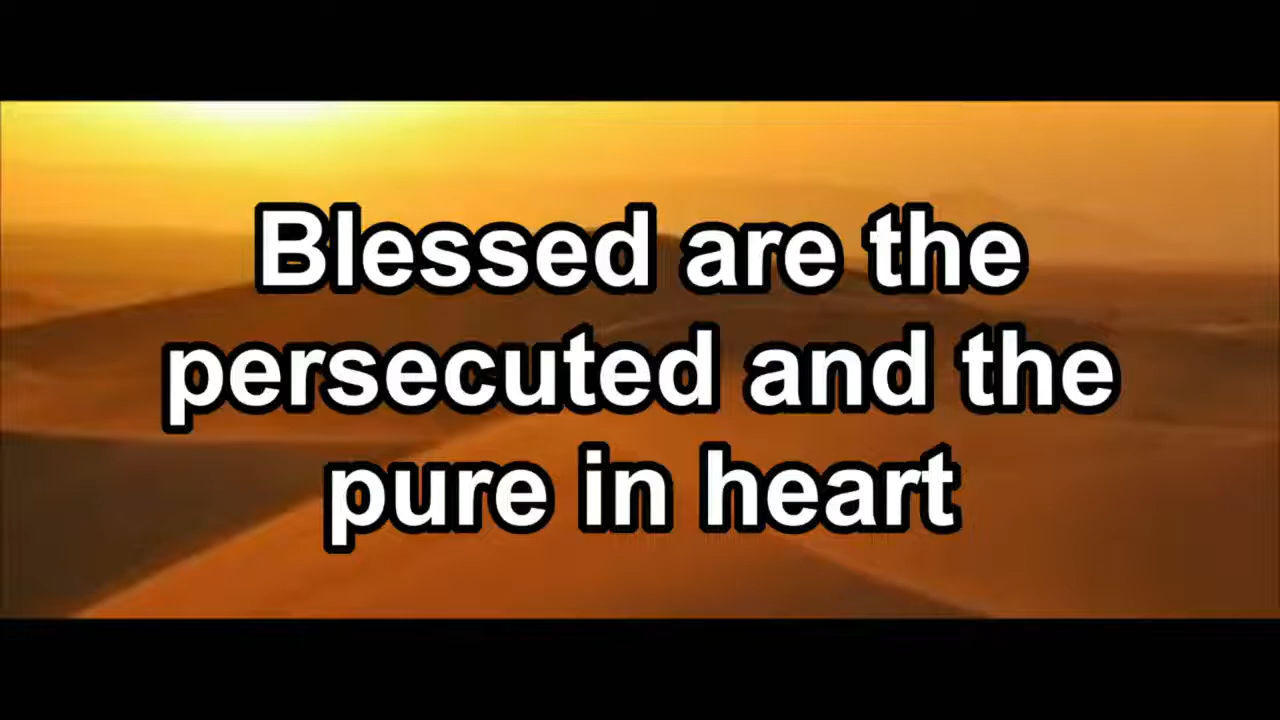 Blessed are the
persecuted and the
pure in heart